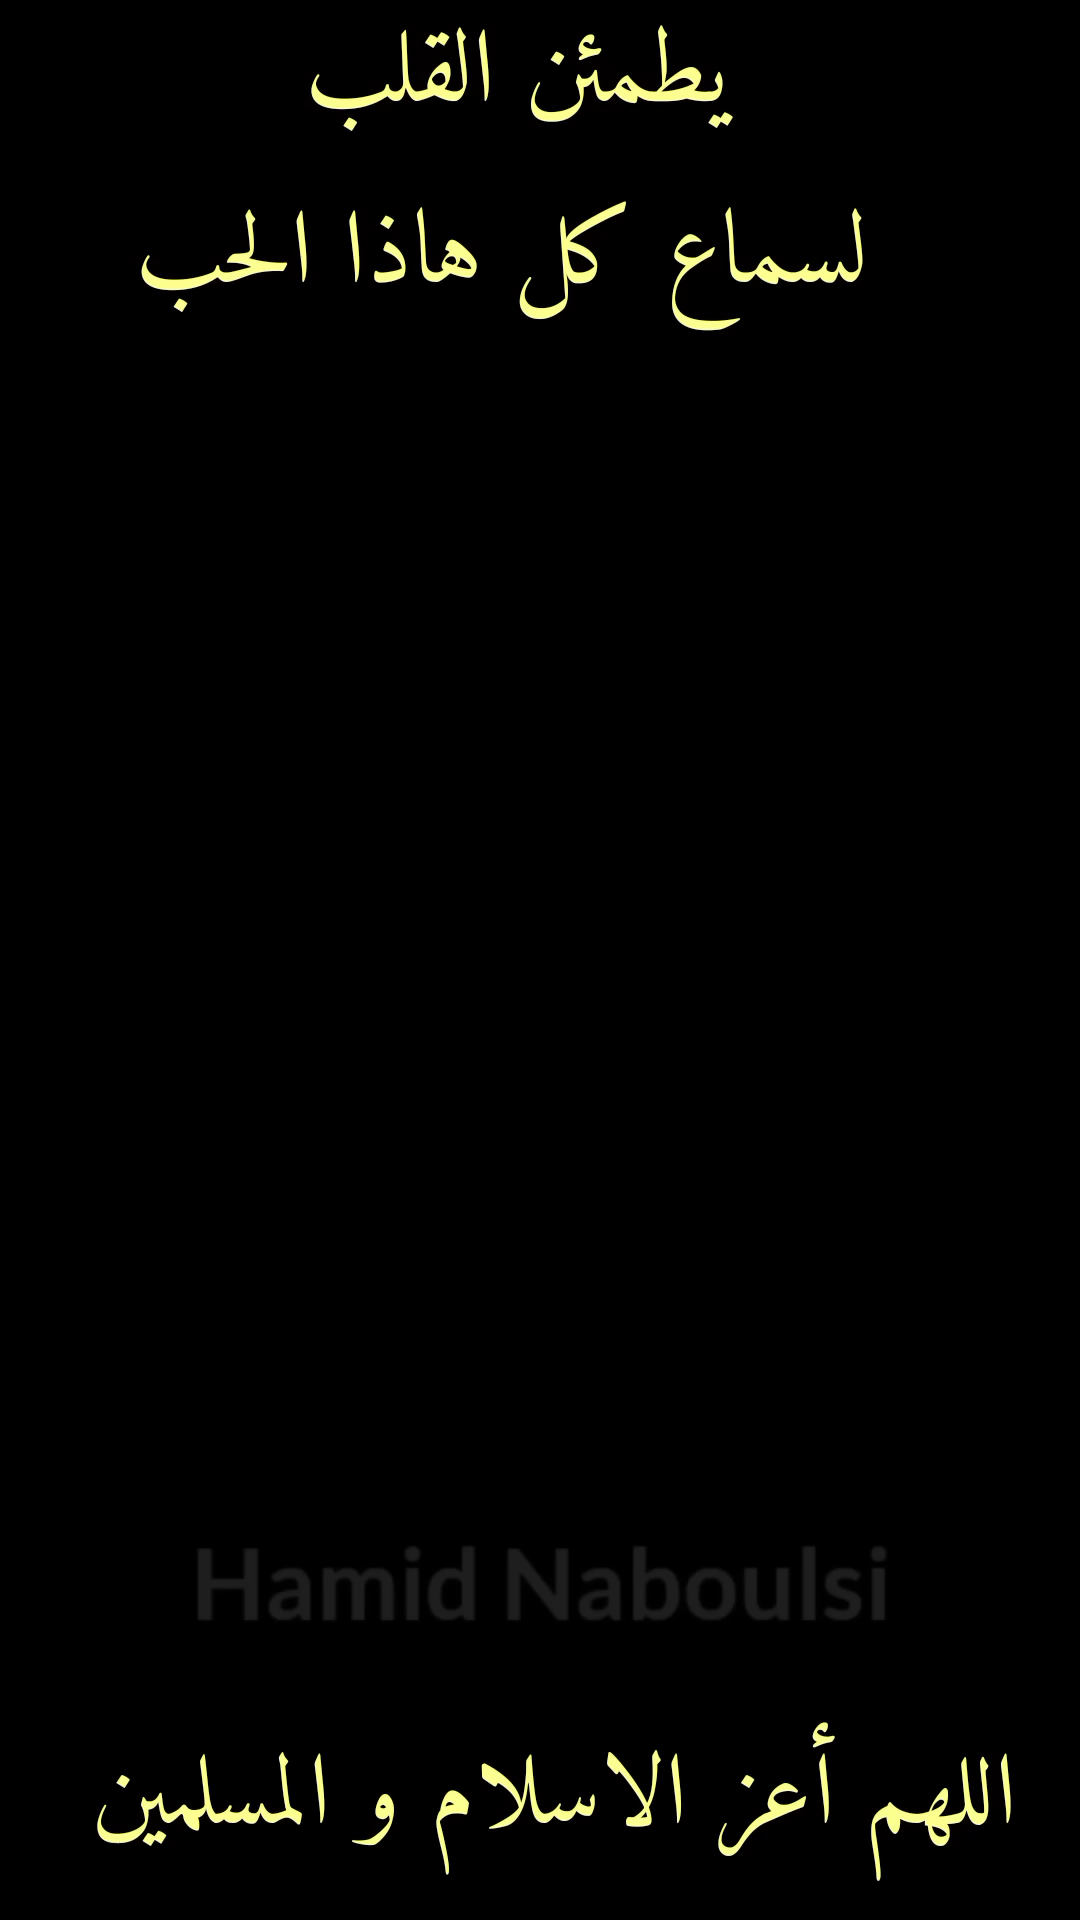 يطمئن القلب
لسماع كل هاذا الحب
Hamid Naboulsi
اللهم أعز الاسلام و المسلمين